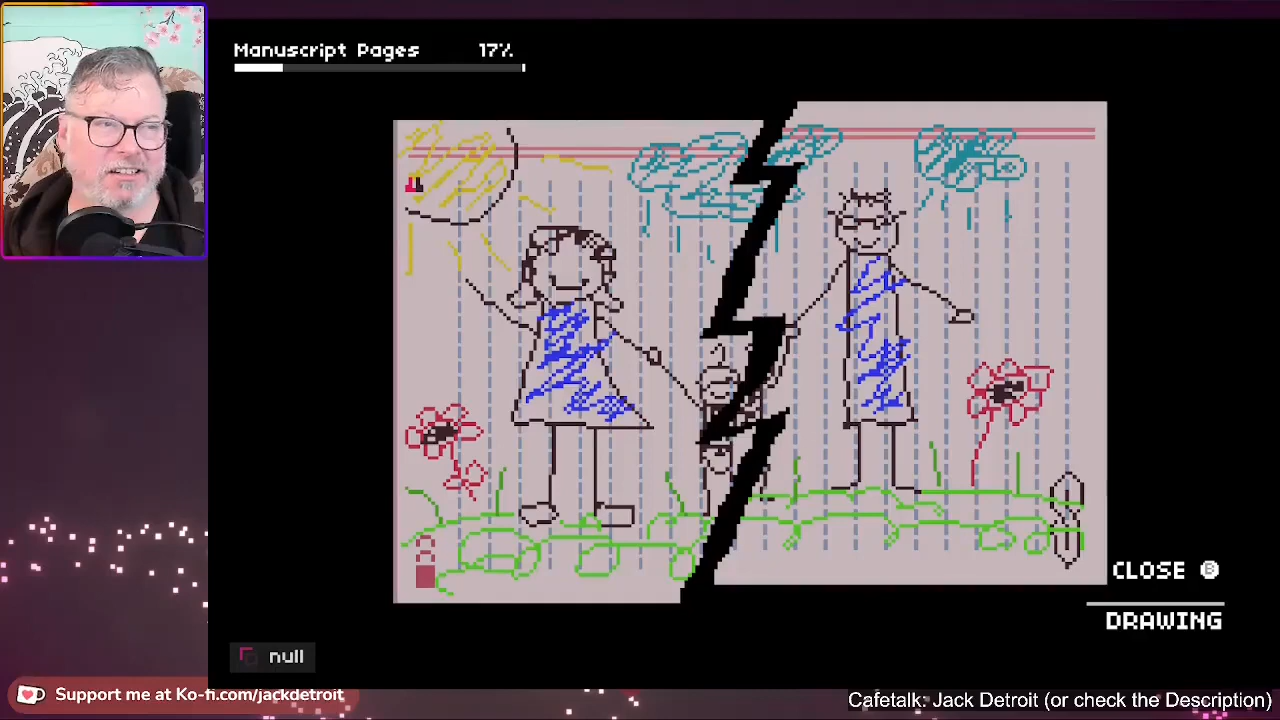 Manuscript Pages 17%
CLOSE B
DRAWING
null
Support me at Ko-fi.com/jackdetroit
Cafetalk: Jack Detroit (or check the Description)